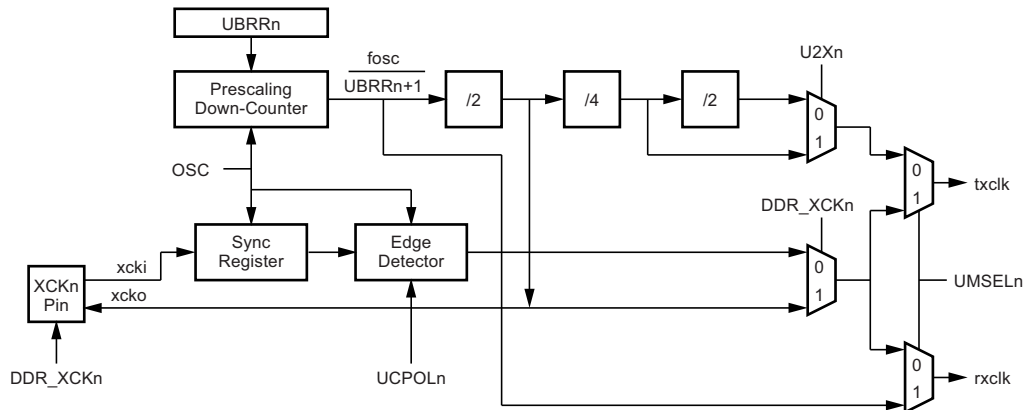 UBRRn
Prescaling
Down-Counter
fosc
UBRRn+1
/2
/4
/2
U2Xn
0
1
OSC
0
1
txclk
DDR_XCKn
Sync
Register
Edge
Detector
0
1
xcki
XCKn
Pin
xcko
UMSELn
DDR_XCKn
UCPOLn
0
1
rxclk